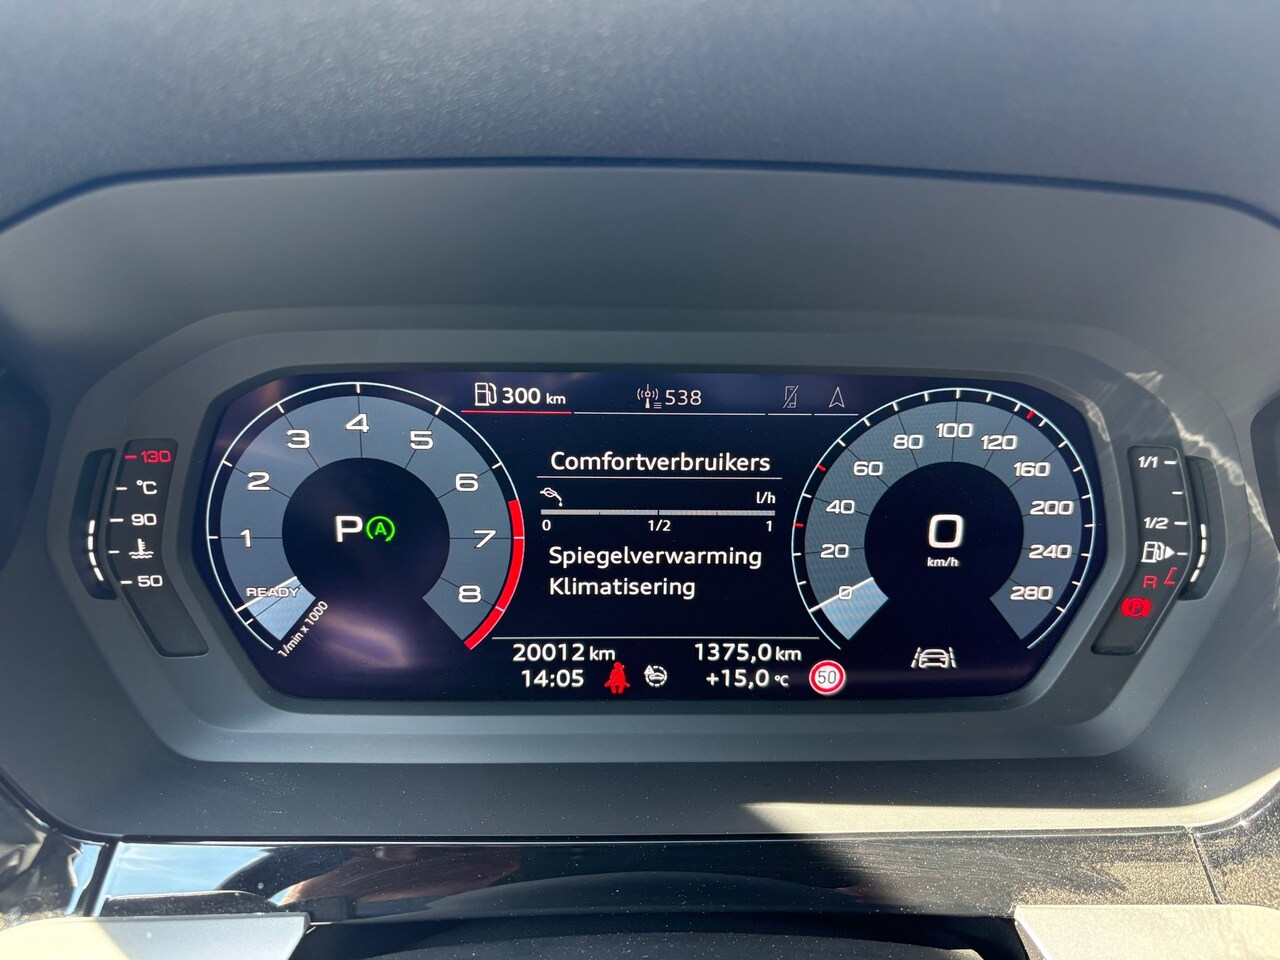 300 km
538
Comfortverbruikers
l/h
0 1/2 1
Spiegelverwarming
Klimatisering
20012 km
1375,0 km
14:05
+15,0 °C
50
130
°C
90
50
1
2
3
4
5
6
7
8
READY
1/min x 1000
P
A
0
20
40
60
80
100
120
160
200
240
280
0
km/h
1/1
1/2
R
P